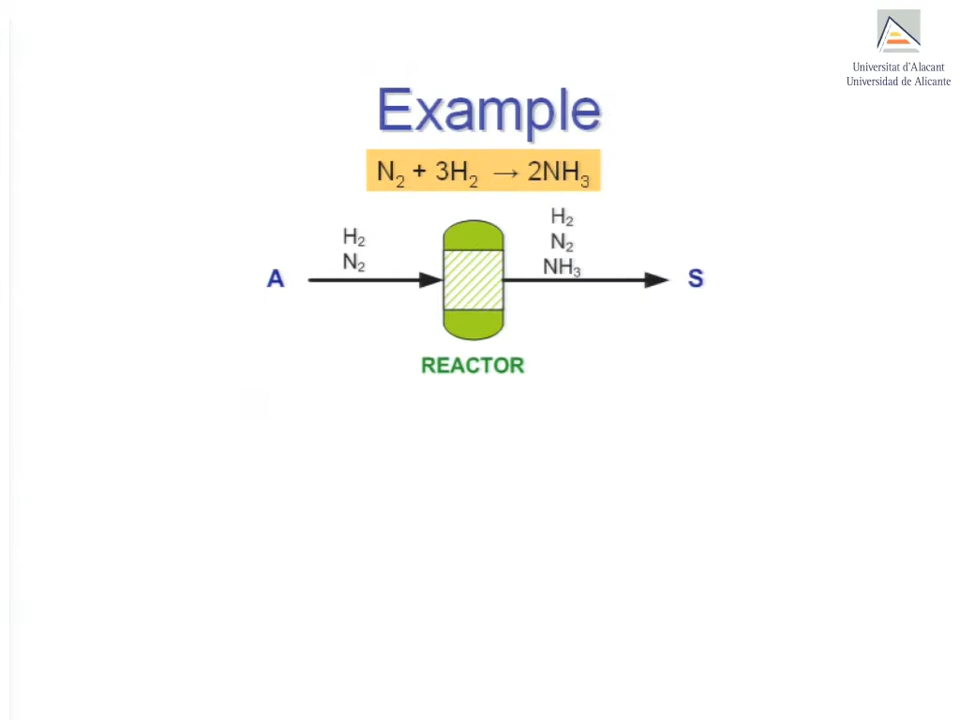 Universitat d'Alacant
Universidad de Alicante
Example
N₂ + 3H₂ → 2NH₃
H₂
N₂
H₂
N₂
NH₃
A
S
REACTOR